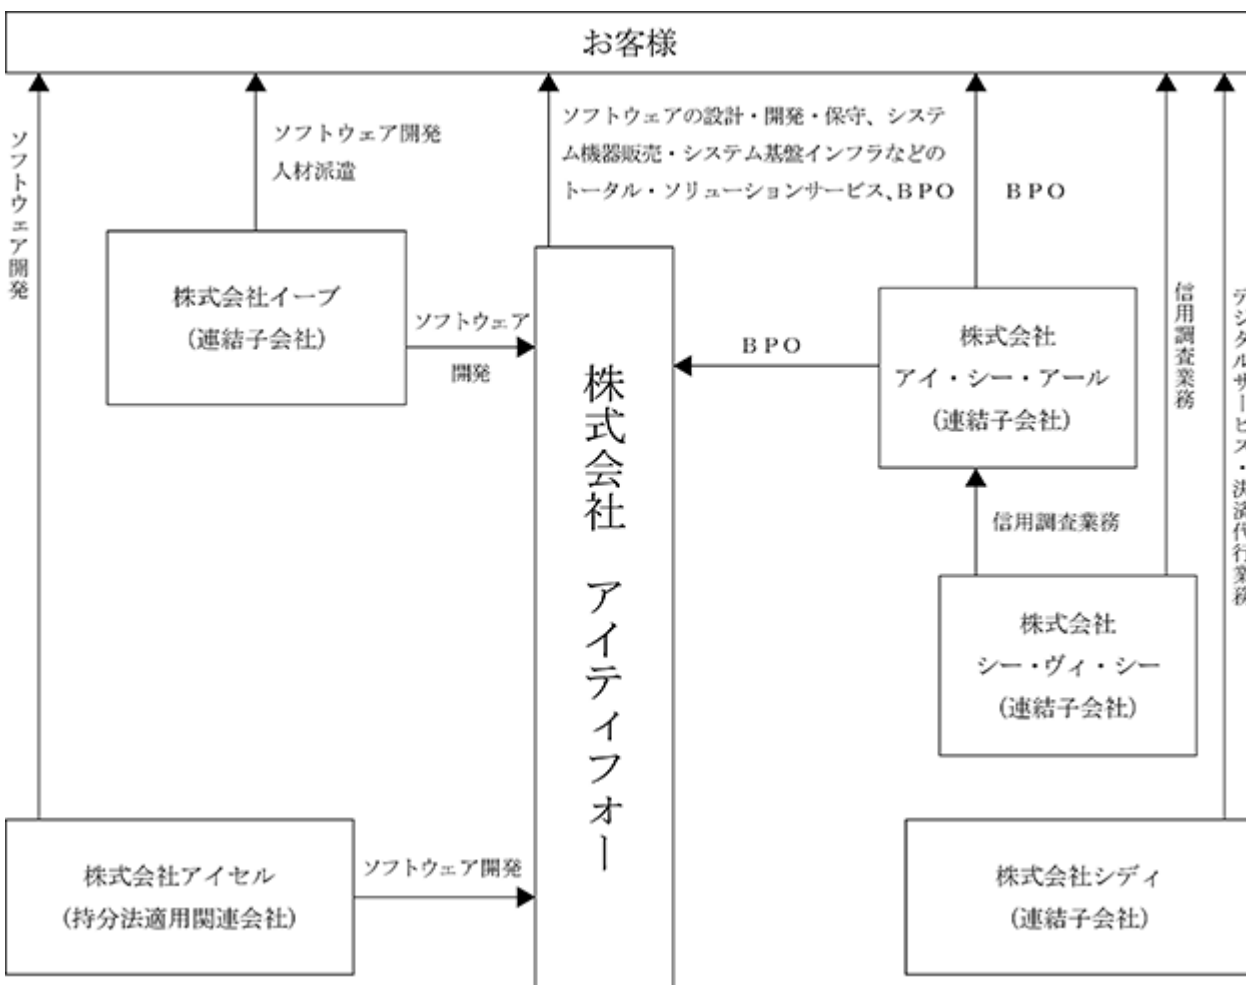 お客様
ソフトウェア開発
ソフトウェア開発
人材派遣
ソフトウェアの設計・開発・保守、システ
ム機器販売・システム基盤インフラなどの
トータル・ソリューションサービス、BPO
BPO
信用調査業務
デジタルサービス・決済代行業務
株式会社イーブ
(連結子会社)
ソフトウェア
開発
株式会社 アイティフォー
BPO
株式会社
アイ・シー・アール
(連結子会社)
信用調査業務
株式会社
シー・ヴィ・シー
(連結子会社)
株式会社アイセル
(持分法適用関連会社)
ソフトウェア開発
株式会社シディ
(連結子会社)